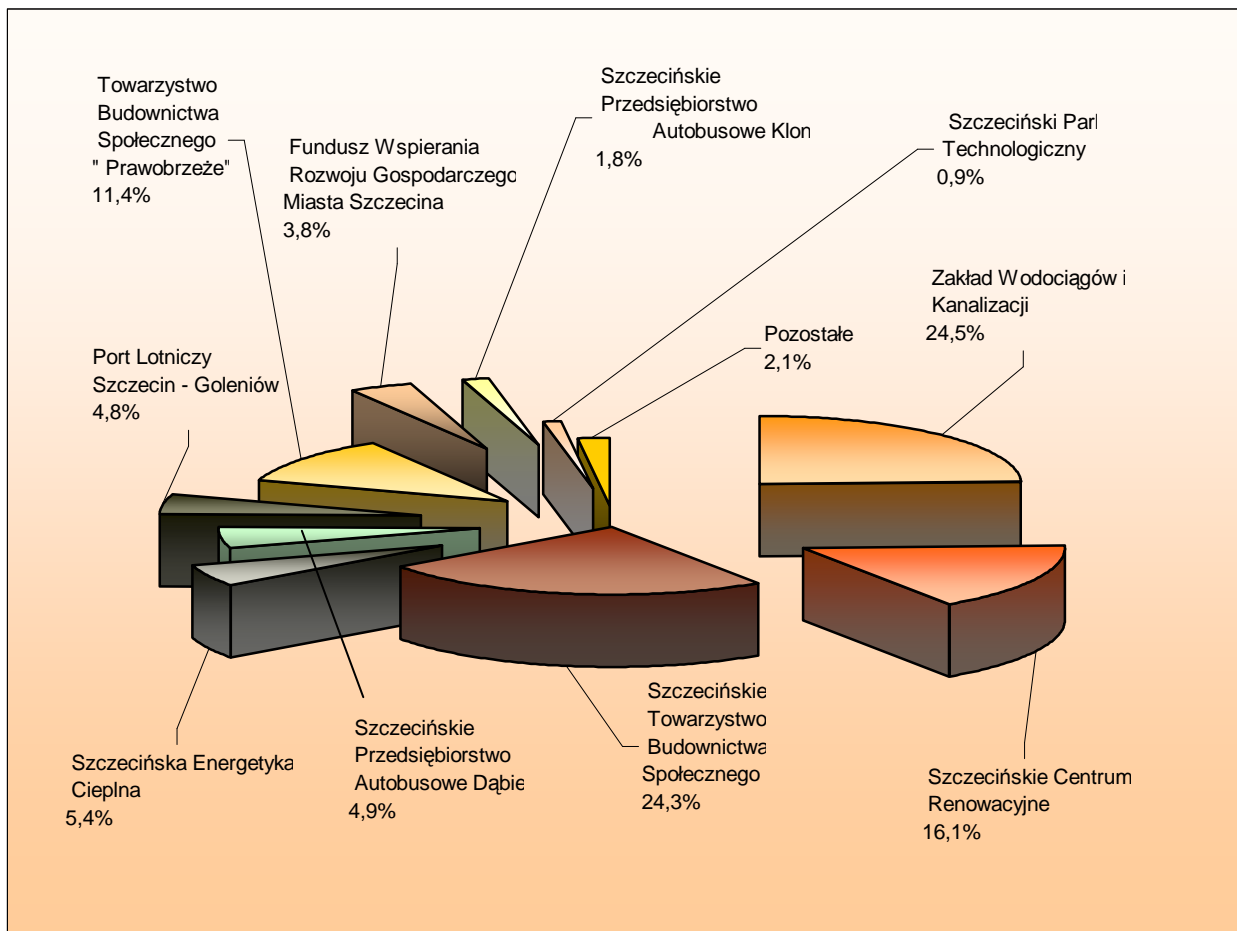 Towarzystwo
Budownictwa
Społecznego
" Prawobrzeże"
11,4%
Fundusz Wspierania
Rozwoju Gospodarczego
Miasta Szczecina
3,8%
Szczecińskie
Przedsiębiorstwo
Autobusowe Klon
1,8%
Szczeciński Park
Technologiczny
0,9%
Zakład Wodociągów i
Kanalizacji
24,5%
Pozostałe
2,1%
Port Lotniczy
Szczecin - Goleniów
4,8%
Szczecińska Energetyka
Cieplna
5,4%
Szczecińskie
Przedsiębiorstwo
Autobusowe Dąbie
4,9%
Szczecińskie
Towarzystwo
Budownictwa
Społecznego
24,3%
Szczecińskie Centrum
Renowacyjne
16,1%